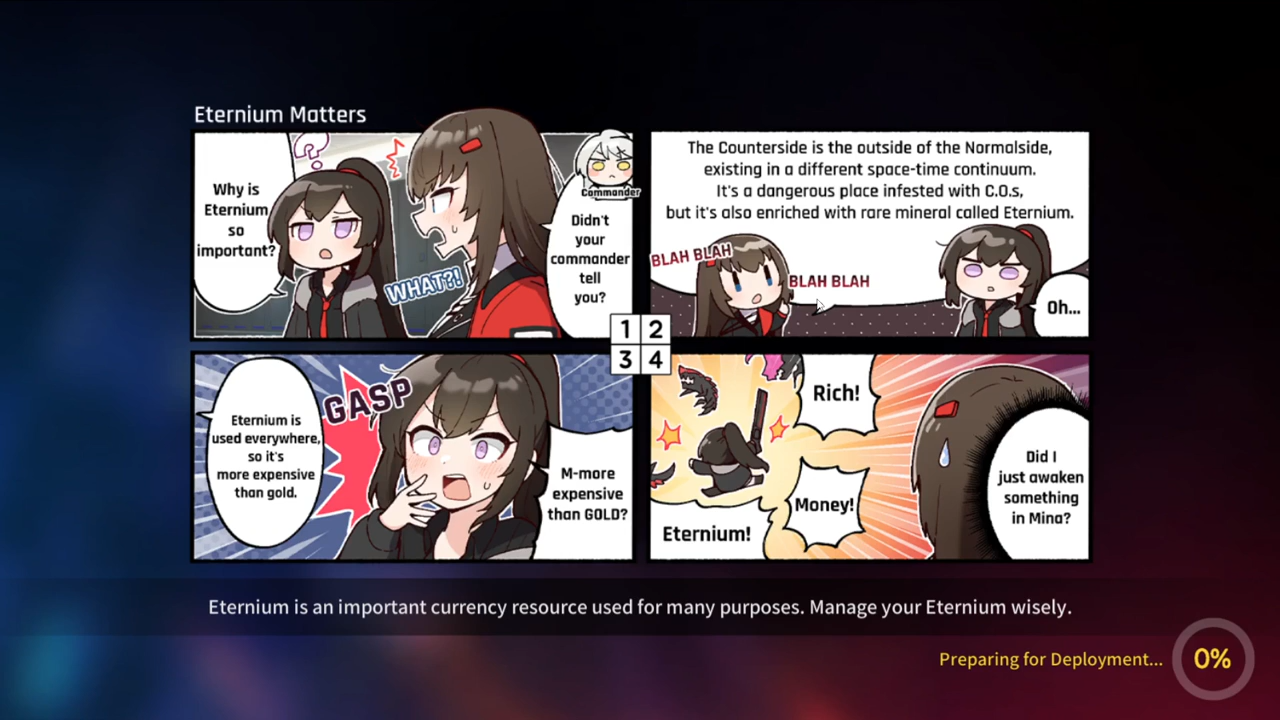 Eternium Matters
Why is
Eternium
so
important?
?
WHAT?!
Commander
Didn't
your
commander
tell
you?
The Counterside is the outside of the Normalside,
existing in a different space-time continuum.
It's a dangerous place infested with C.O.s,
but it's also enriched with rare mineral called Eternium.
BLAH BLAH
BLAH BLAH
Oh...
1 2
3 4
Eternium is
used everywhere,
so it's
more expensive
than gold.
GASP
M-more
expensive
than GOLD?
Rich!
Money!
Eternium!
Did I
just awaken
something
in Mina?
Eternium is an important currency resource used for many purposes. Manage your Eternium wisely.
Preparing for Deployment...
0%